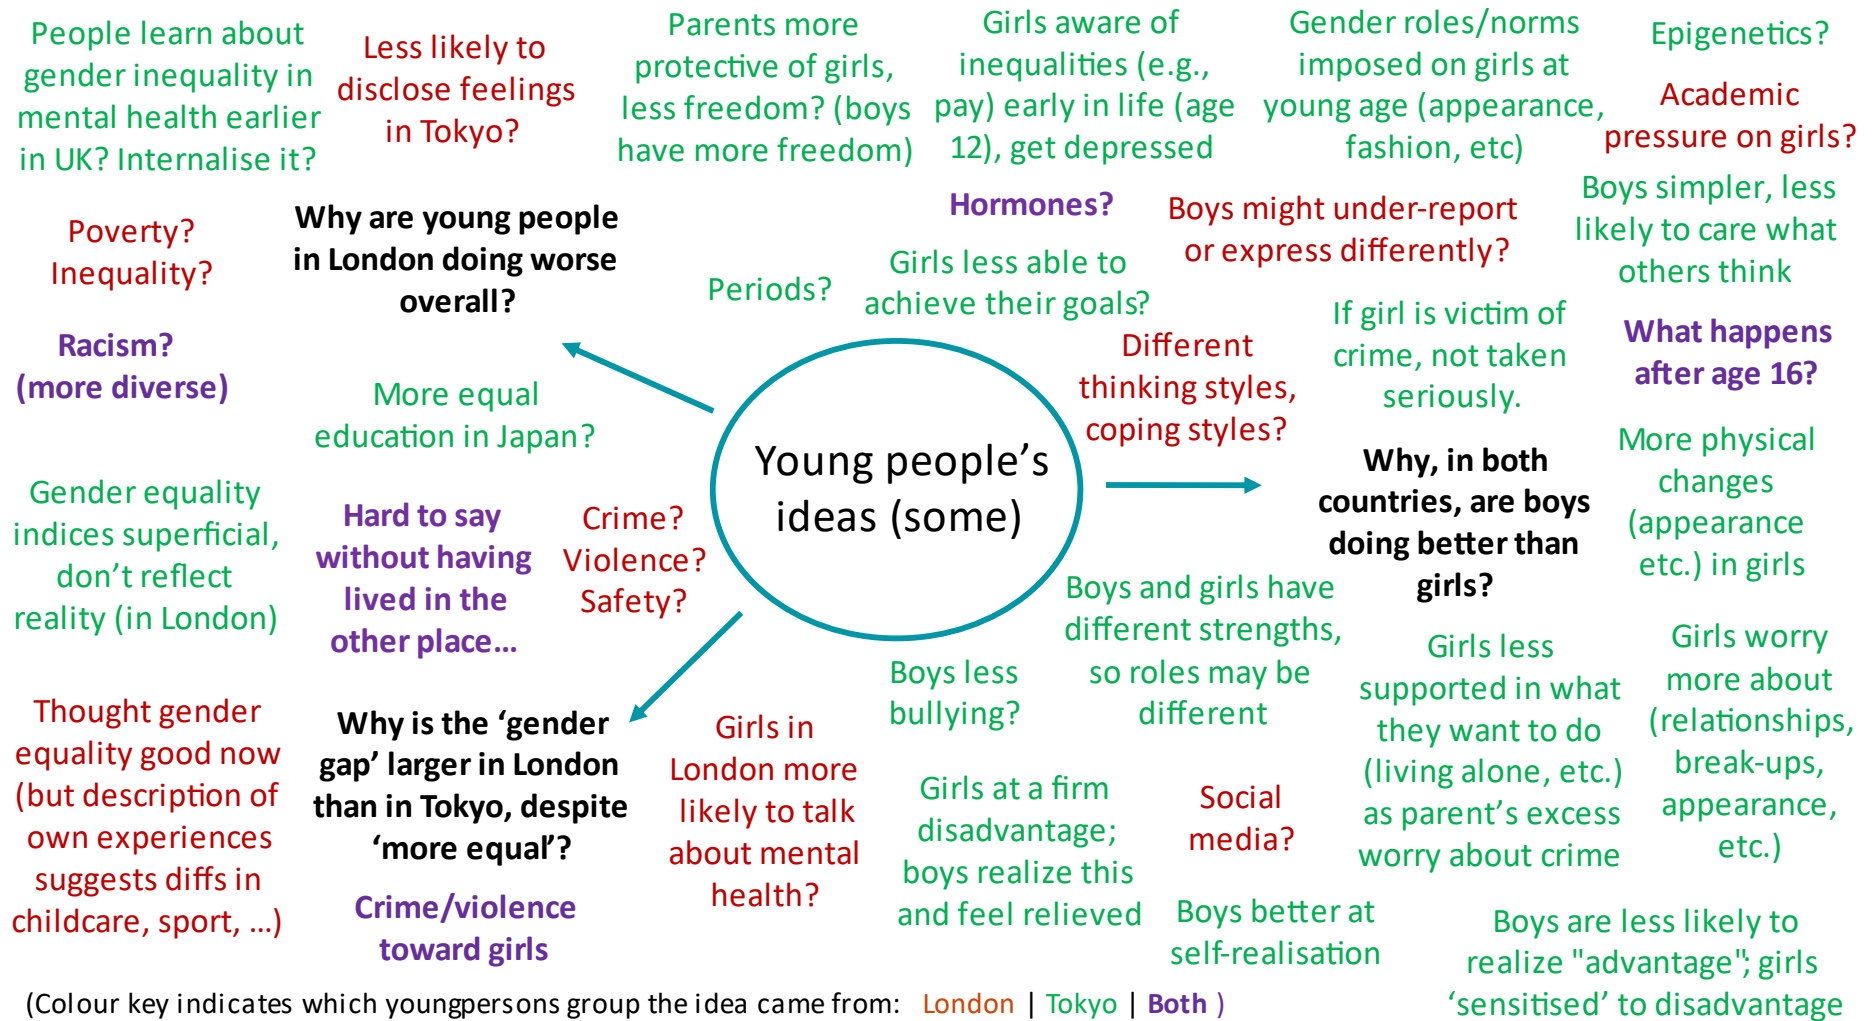 People learn about
gender inequality in
mental health earlier
in UK? Internalise it?
Less likely to
disclose feelings
in Tokyo?
Parents more
protective of girls,
less freedom? (boys
have more freedom)
Girls aware of
inequalities (e.g.,
pay) early in life (age
12), get depressed
Gender roles/norms
imposed on girls at
young age (appearance,
fashion, etc)
Epigenetics?
Academic
pressure on girls?
Poverty?
Inequality?
Why are young people
in London doing worse
overall?
Hormones?
Boys might under-report
or express differently?
Boys simpler, less
likely to care what
others think
Periods?
Girls less able to
achieve their goals?
Racism?
(more diverse)
More equal
education in Japan?
Different
thinking styles,
coping styles?
If girl is victim of
crime, not taken
seriously.
What happens
after age 16?
Young people’s
ideas (some)
Why, in both
countries, are boys
doing better than
girls?
More physical
changes
(appearance
etc.) in girls
Gender equality
indices superficial,
don’t reflect
reality (in London)
Hard to say
without having
lived in the
other place…
Crime?
Violence?
Safety?
Boys and girls have
different strengths,
so roles may be
different
Boys less
bullying?
Girls less
supported in what
they want to do
(living alone, etc.)
as parent’s excess
worry about crime
Girls worry
more about
(relationships,
break-ups,
appearance,
etc.)
Thought gender
equality good now
(but description of
own experiences
suggests diffs in
childcare, sport, …)
Why is the ‘gender
gap’ larger in London
than in Tokyo, despite
‘more equal’?
Crime/violence
toward girls
Girls in
London more
likely to talk
about mental
health?
Girls at a firm
disadvantage;
boys realize this
and feel relieved
Social
media?
Boys better at
self-realisation
Boys are less likely to
realize "advantage"; girls
‘sensitised’ to disadvantage
(Colour key indicates which youngpersons group the idea came from: London | Tokyo | Both )